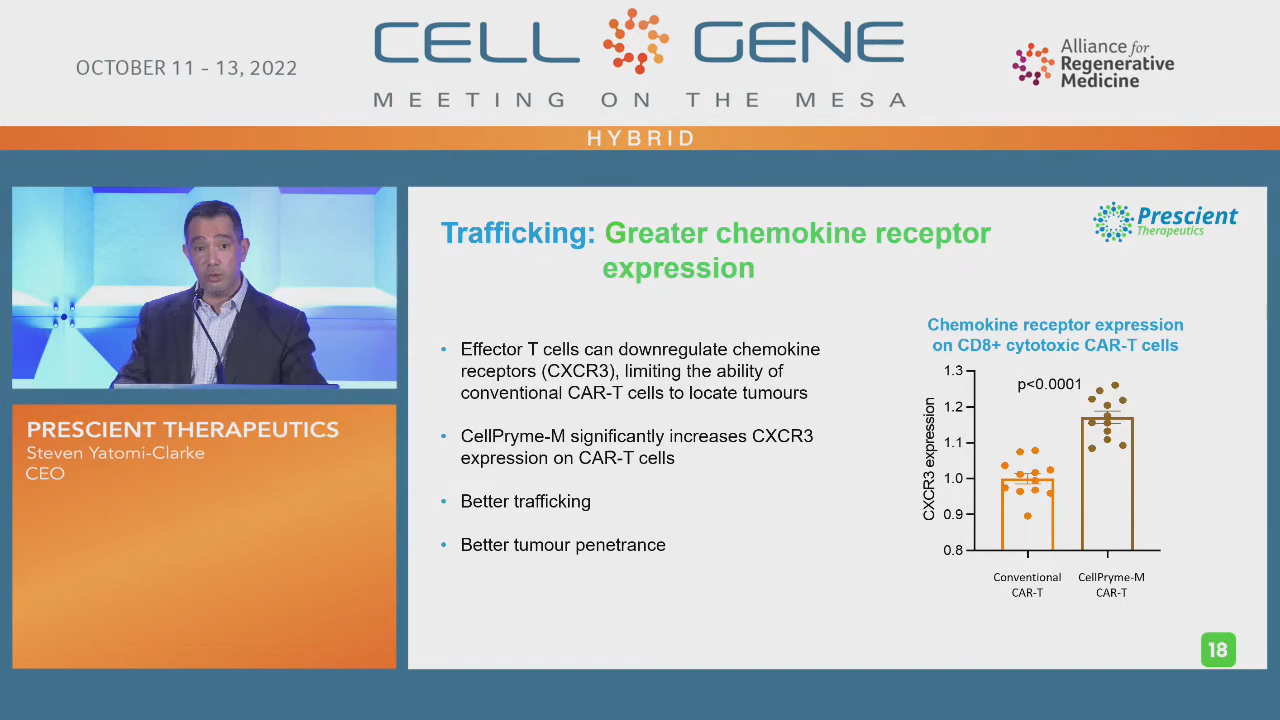 OCTOBER 11 - 13, 2022
CELL GENE
MEETING ON THE MESA
Alliance for
Regenerative
Medicine
HYBRID
PRESCIENT THERAPEUTICS
Steven Yatomi-Clarke
CEO
Trafficking: Greater chemokine receptor
expression
Prescient
Therapeutics
• Effector T cells can downregulate chemokine
receptors (CXCR3), limiting the ability of
conventional CAR-T cells to locate tumours
• CellPryme-M significantly increases CXCR3
expression on CAR-T cells
• Better trafficking
• Better tumour penetrance
Chemokine receptor expression
on CD8+ cytotoxic CAR-T cells
CXCR3 expression
1.3
1.2
1.1
1.0
0.9
0.8
p<0.0001
Conventional
CAR-T
CellPryme-M
CAR-T
18